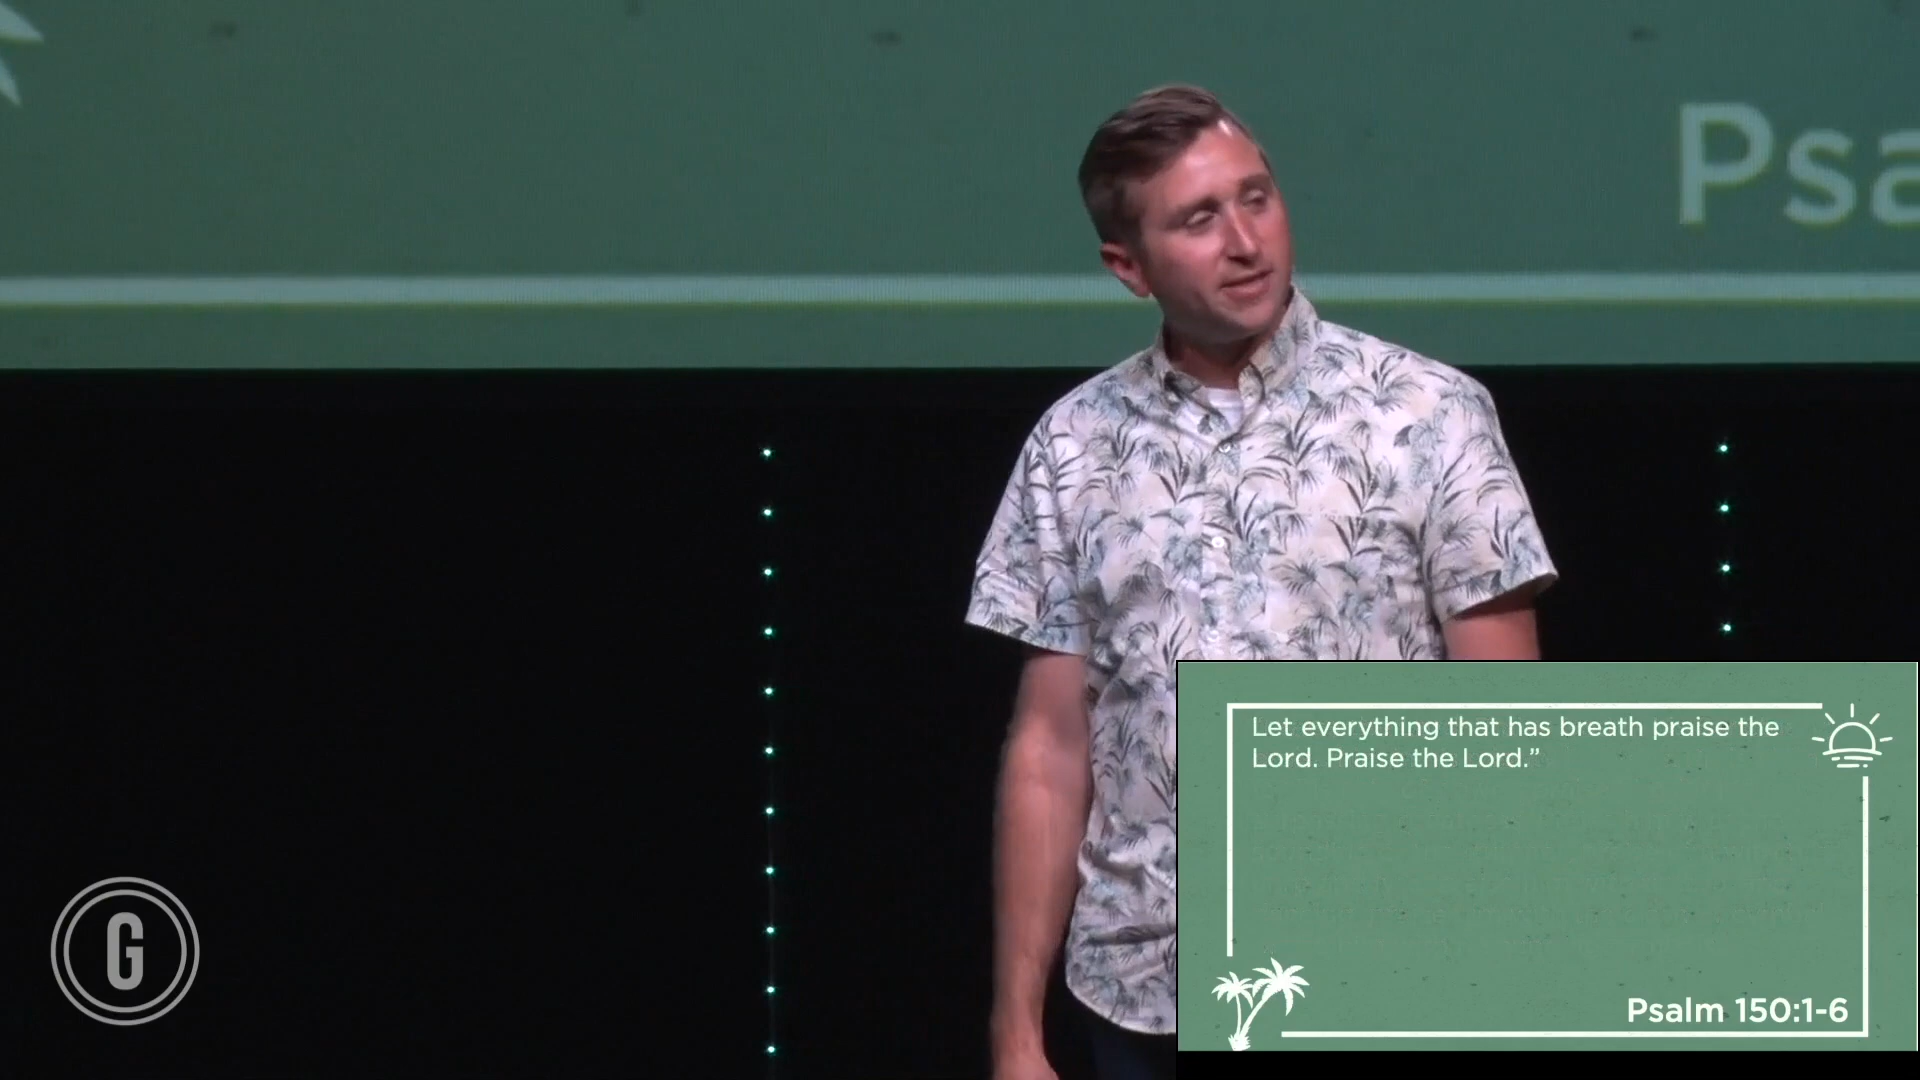 Psa
Let everything that has breath praise the
Lord. Praise the Lord.”
Psalm 150:1-6
G